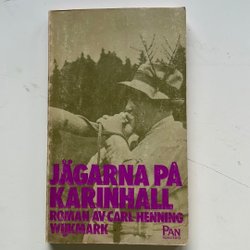 JÄGARNA PÅ
KARINHALL
ROMAN AV CARL-HENNING
WIJKMARK
PAN